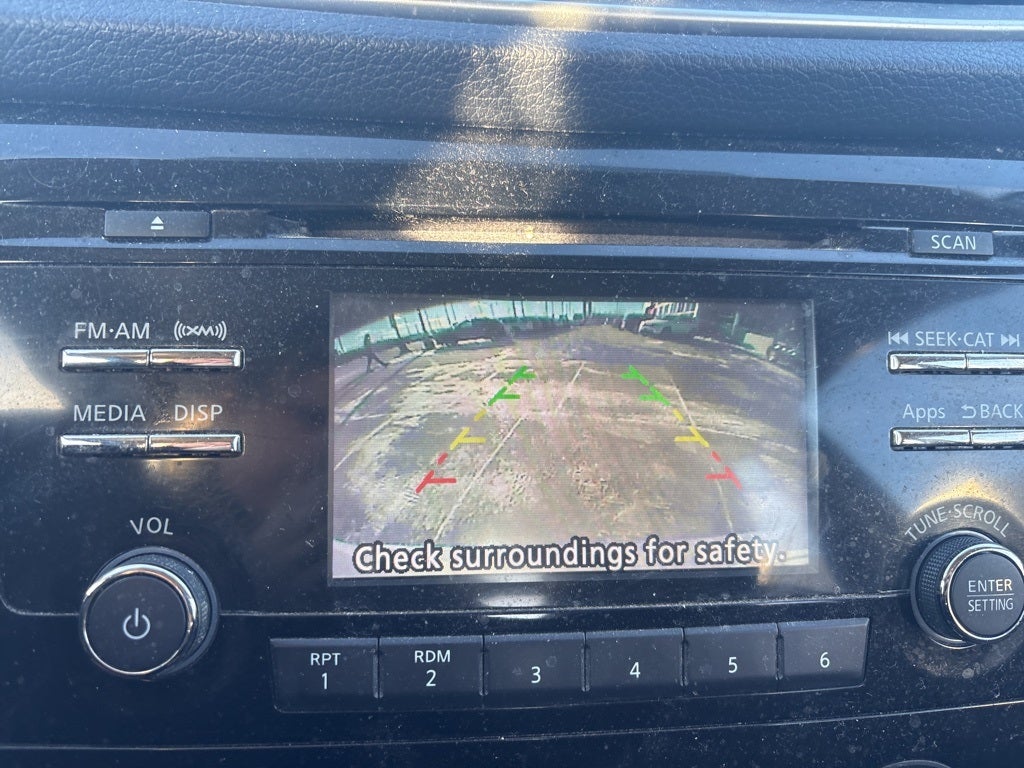 SCAN
FM·AM
((XM))
SEEK·CAT
MEDIA DISP
Apps BACK
VOL
TUNE·SCROLL
Check surroundings for safety.
ENTER
SETTING
RPT
1
RDM
2
3
4
5
6